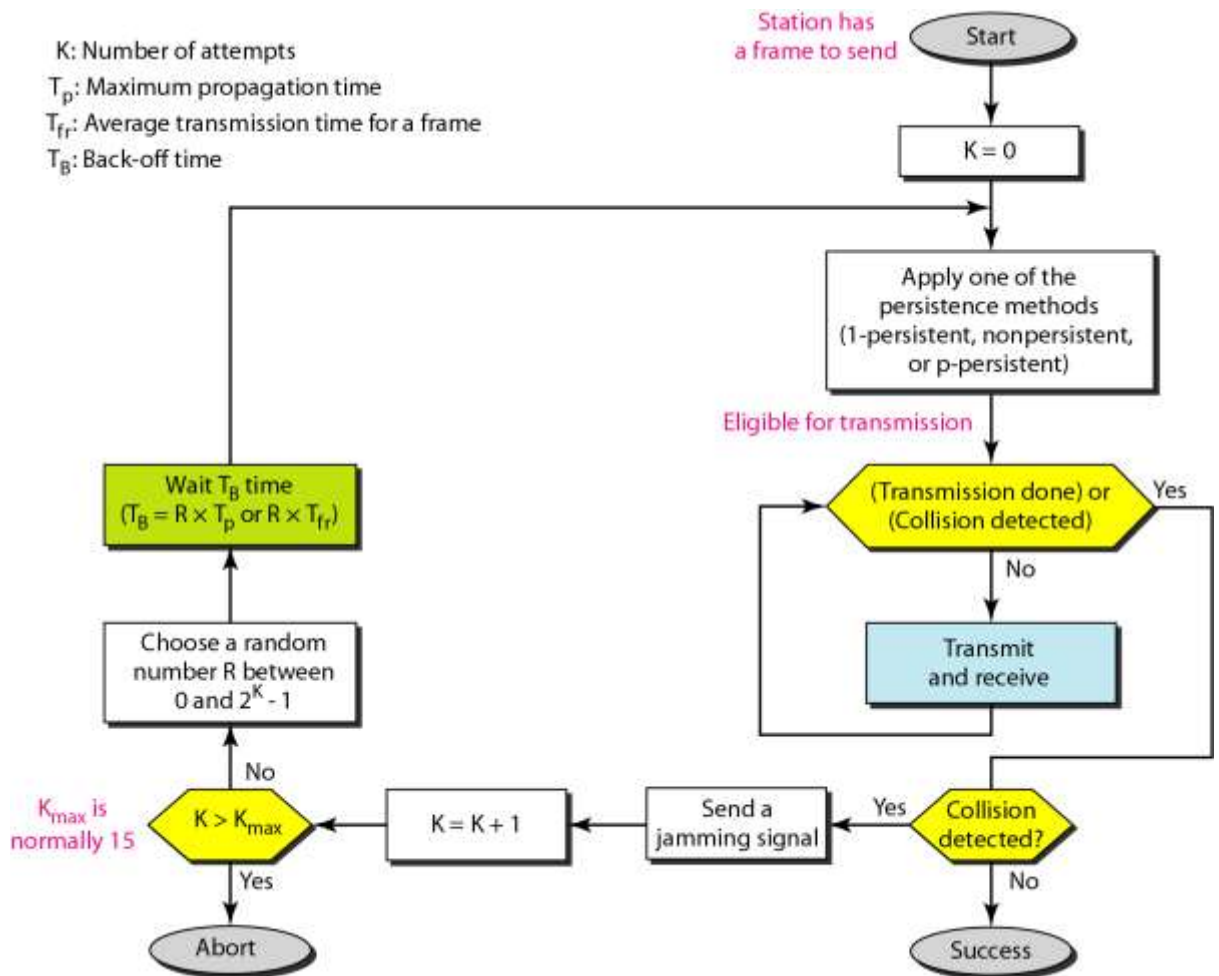 K: Number of attempts
Tp: Maximum propagation time
Tfr: Average transmission time for a frame
TB: Back-off time
Station has
a frame to send
Start
K = 0
Apply one of the
persistence methods
(1-persistent, nonpersistent,
or p-persistent)
Eligible for transmission
(Transmission done) or
(Collision detected)
Yes
No
Transmit
and receive
Wait TB time
(TB = R × Tp or R × Tfr)
Choose a random
number R between
0 and 2^K - 1
No
Kmax is
normally 15
K > Kmax
Yes
Abort
K = K + 1
Send a
jamming signal
Yes
Collision
detected?
No
Success